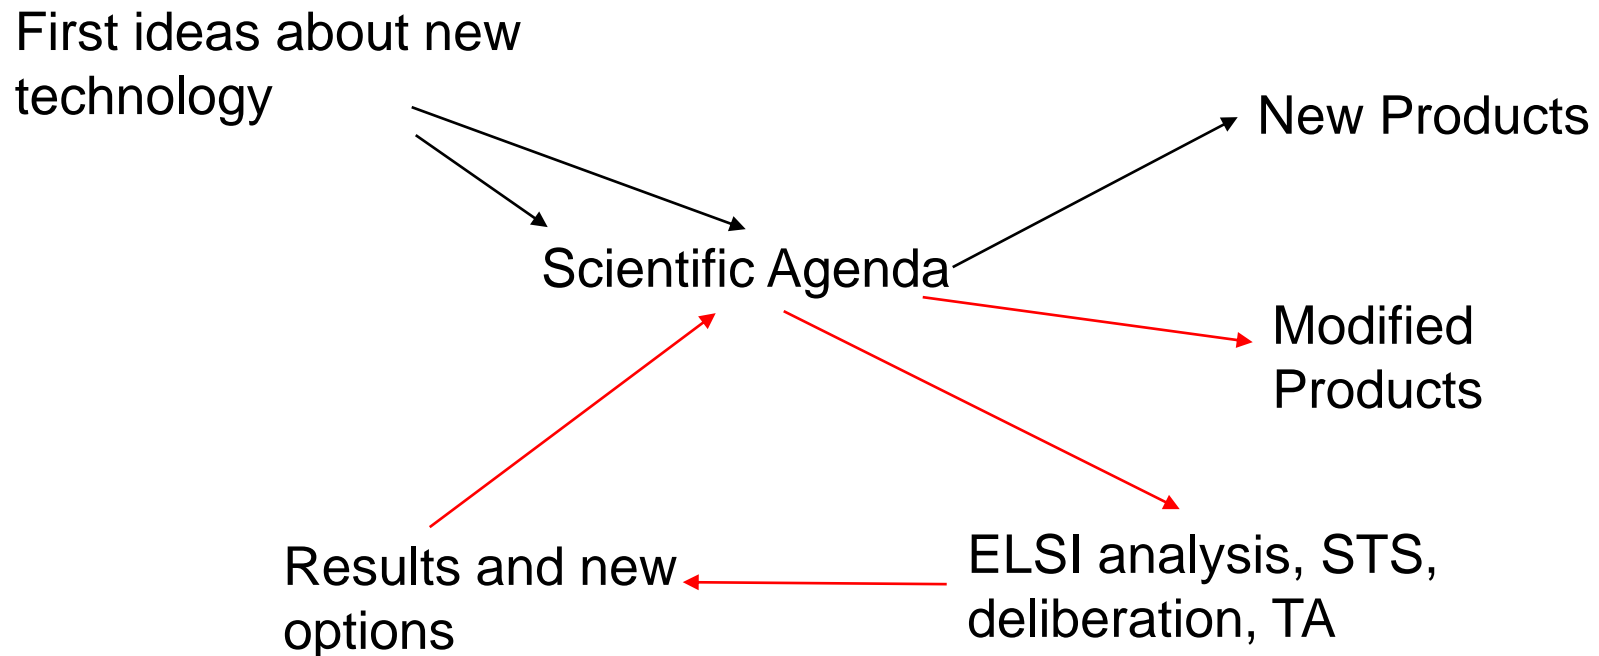 First ideas about new
technology
New Products
Scientific Agenda
Modified
Products
Results and new
options
ELSI analysis, STS,
deliberation, TA